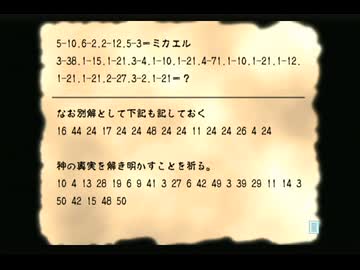 5-10.6-2.2-12.5-3=ミカエル
3-38.1-15.1-21.3-4.1-10.1-21.4-71.1-10.1-21.1-12.
1-21.1-21.2-27.3-2.1-21=？
なお別解として下記も記しておく
16 44 24 17 24 24 48 24 24 11 24 24 26 4 24
神の真実を解き明かすことを祈る。
10 4 13 28 19 6 9 41 3 27 6 42 49 3 39 29 11 14 3
50 42 15 48 50